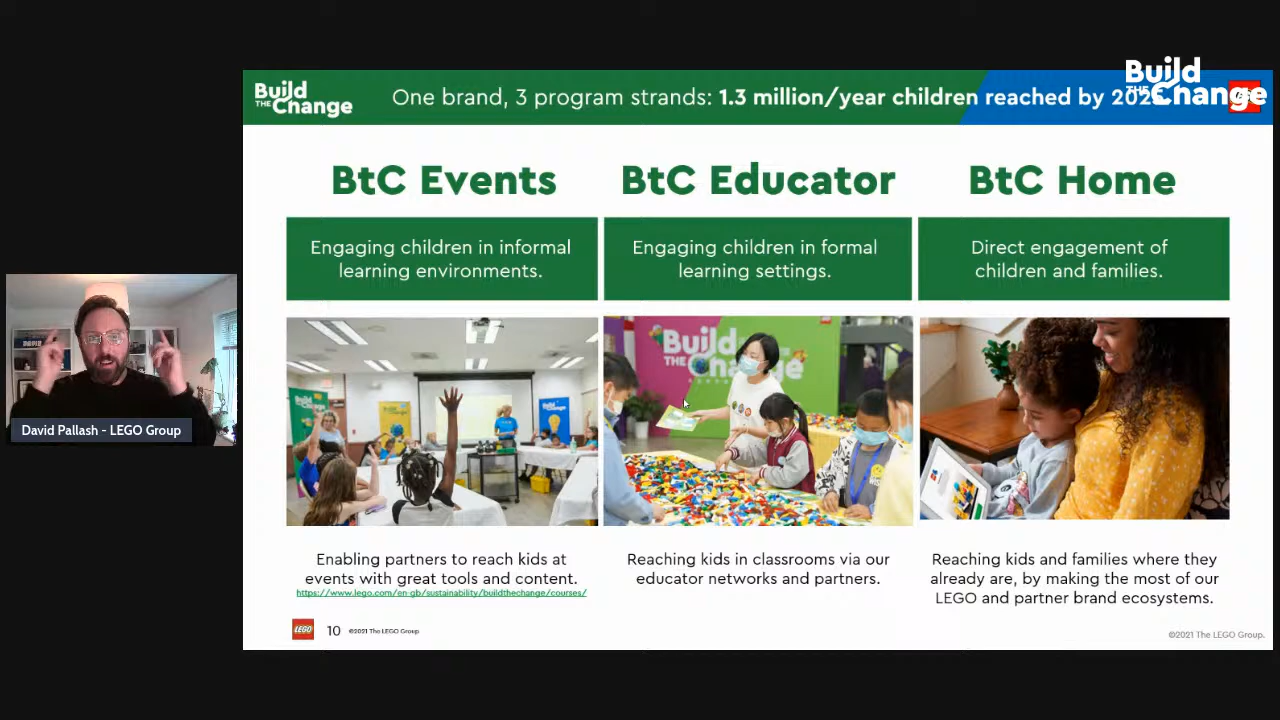 Build
THE Change
Build
THE Change
One brand, 3 program strands: 1.3 million/year children reached by
BtC Events
BtC Educator
BtC Home
Engaging children in informal
learning environments.
Engaging children in formal
learning settings.
Direct engagement of
children and families.
Build
THE Change
Enabling partners to reach kids at
events with great tools and content.
https://www.lego.com/en-gb/sustainability/buildthechange/courses/
Reaching kids in classrooms via our
educator networks and partners.
Reaching kids and families where they
already are, by making the most of our
LEGO and partner brand ecosystems.
David Pallash - LEGO Group
LEGO
10
©2021 The LEGO Group.
©2021 The LEGO Group.